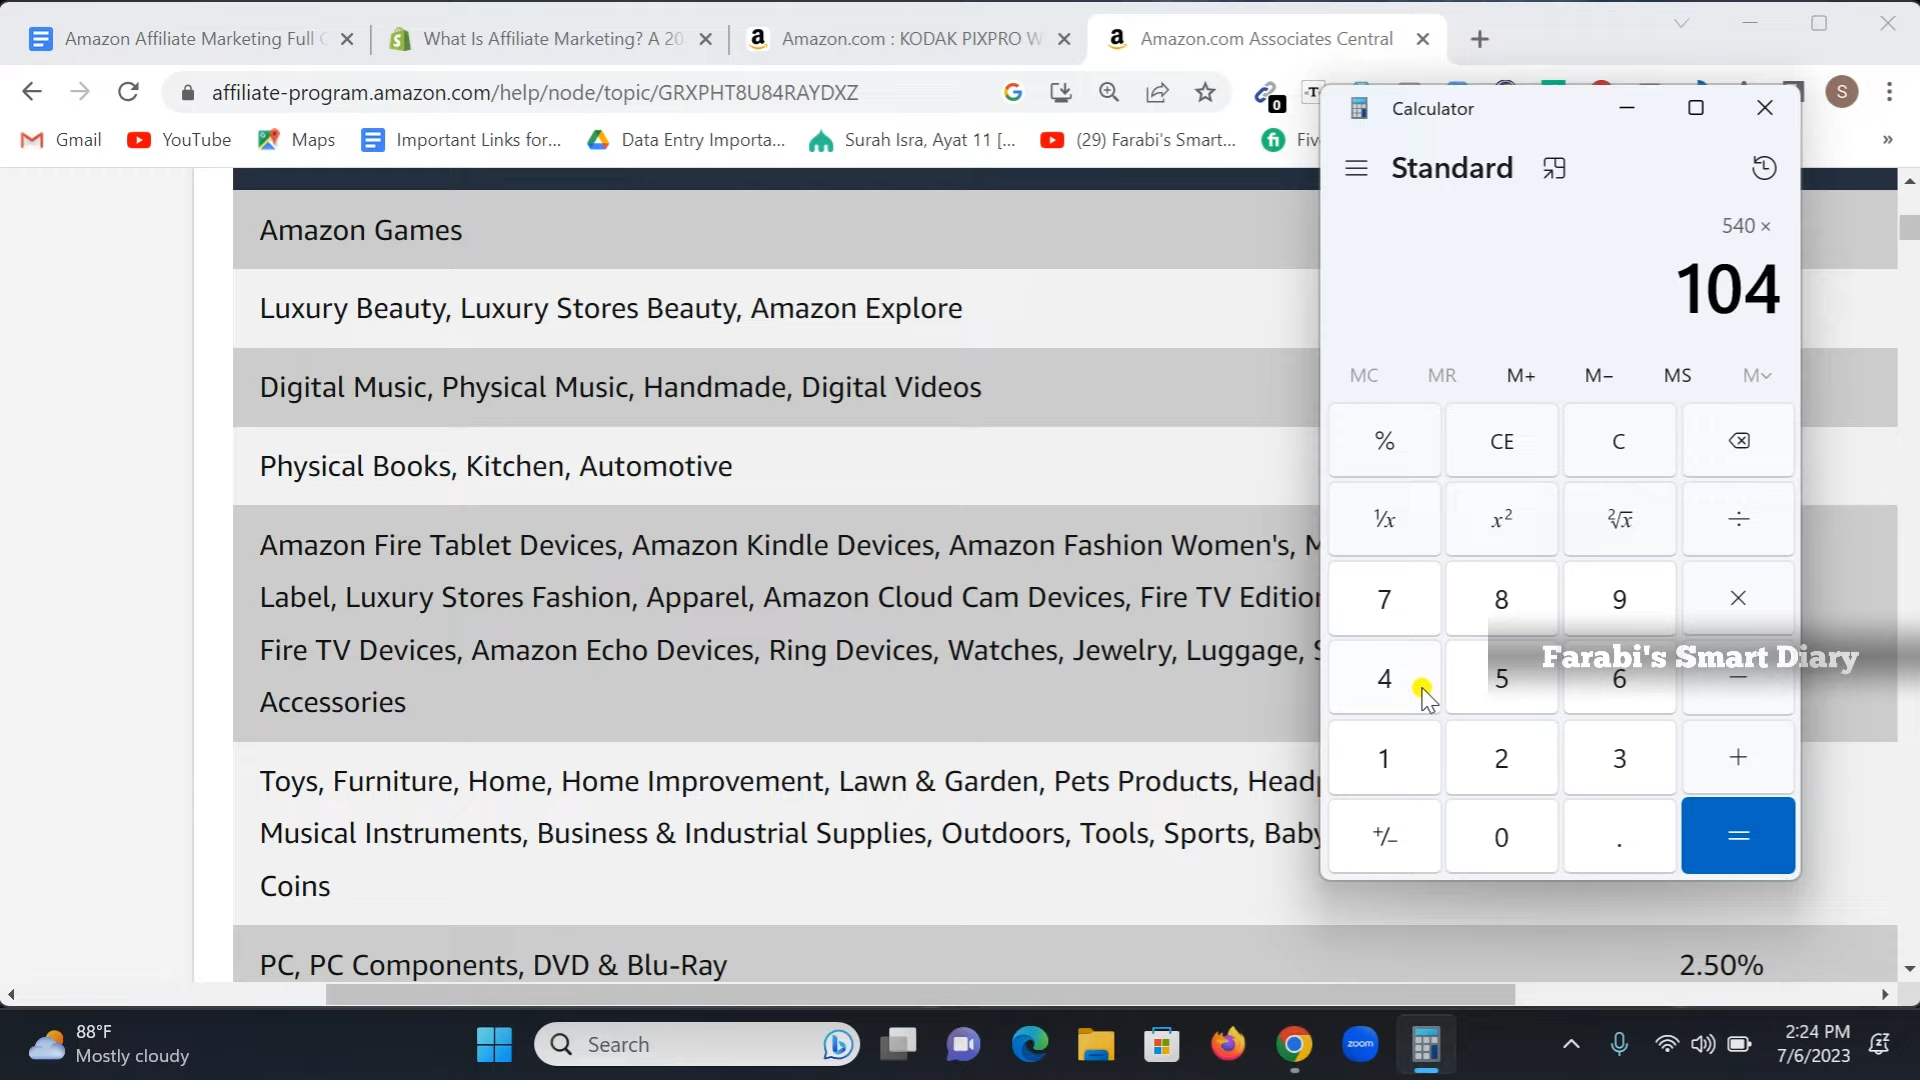 Amazon Affiliate Marketing Full C
What Is Affiliate Marketing? A 20
Amazon.com : KODAK PIXPRO W
Amazon.com Associates Central
affiliate-program.amazon.com/help/node/topic/GRXPHT8U84RAYDXZ
0
S
Gmail
YouTube
Maps
Important Links for...
Data Entry Importa...
Surah Isra, Ayat 11 [...
(29) Farabi's Smart...
»
Amazon Games
Luxury Beauty, Luxury Stores Beauty, Amazon Explore
Digital Music, Physical Music, Handmade, Digital Videos
Physical Books, Kitchen, Automotive
Amazon Fire Tablet Devices, Amazon Kindle Devices, Amazon Fashion Women's,
Label, Luxury Stores Fashion, Apparel, Amazon Cloud Cam Devices, Fire TV
Fire TV Devices, Amazon Echo Devices, Ring Devices, Watches, Jewelry, Luggage,
Accessories
Toys, Furniture, Home, Home Improvement, Lawn & Garden, Pets Products,
Musical Instruments, Business & Industrial Supplies, Outdoors, Tools, Sports, Baby
Coins
PC, PC Components, DVD & Blu-Ray 2.50%
Calculator
Standard
540 ×
104
MC MR M+ M− MS M
% CE C
¹/x x² ²√x ÷
7 8 9 ×
4 5 6 −
1 2 3 +
+/− 0 . =
Farabi's Smart Diary
88°F
Mostly cloudy
Search
zoom
2:24 PM
7/6/2023